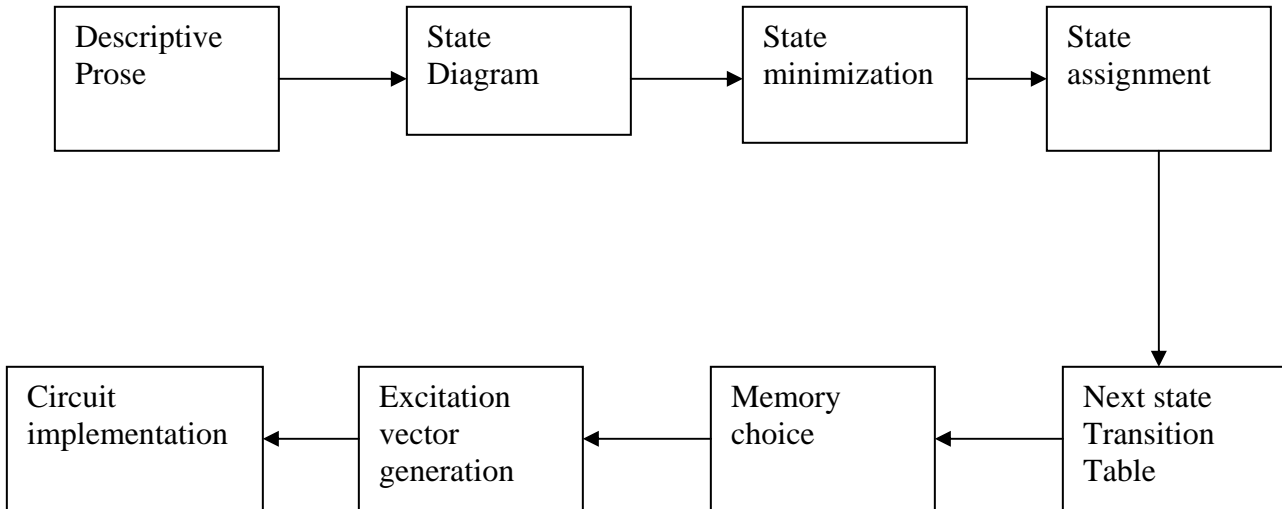 Descriptive
Prose
State
Diagram
State
minimization
State
assignment
Circuit
implementation
Excitation
vector
generation
Memory
choice
Next state
Transition
Table